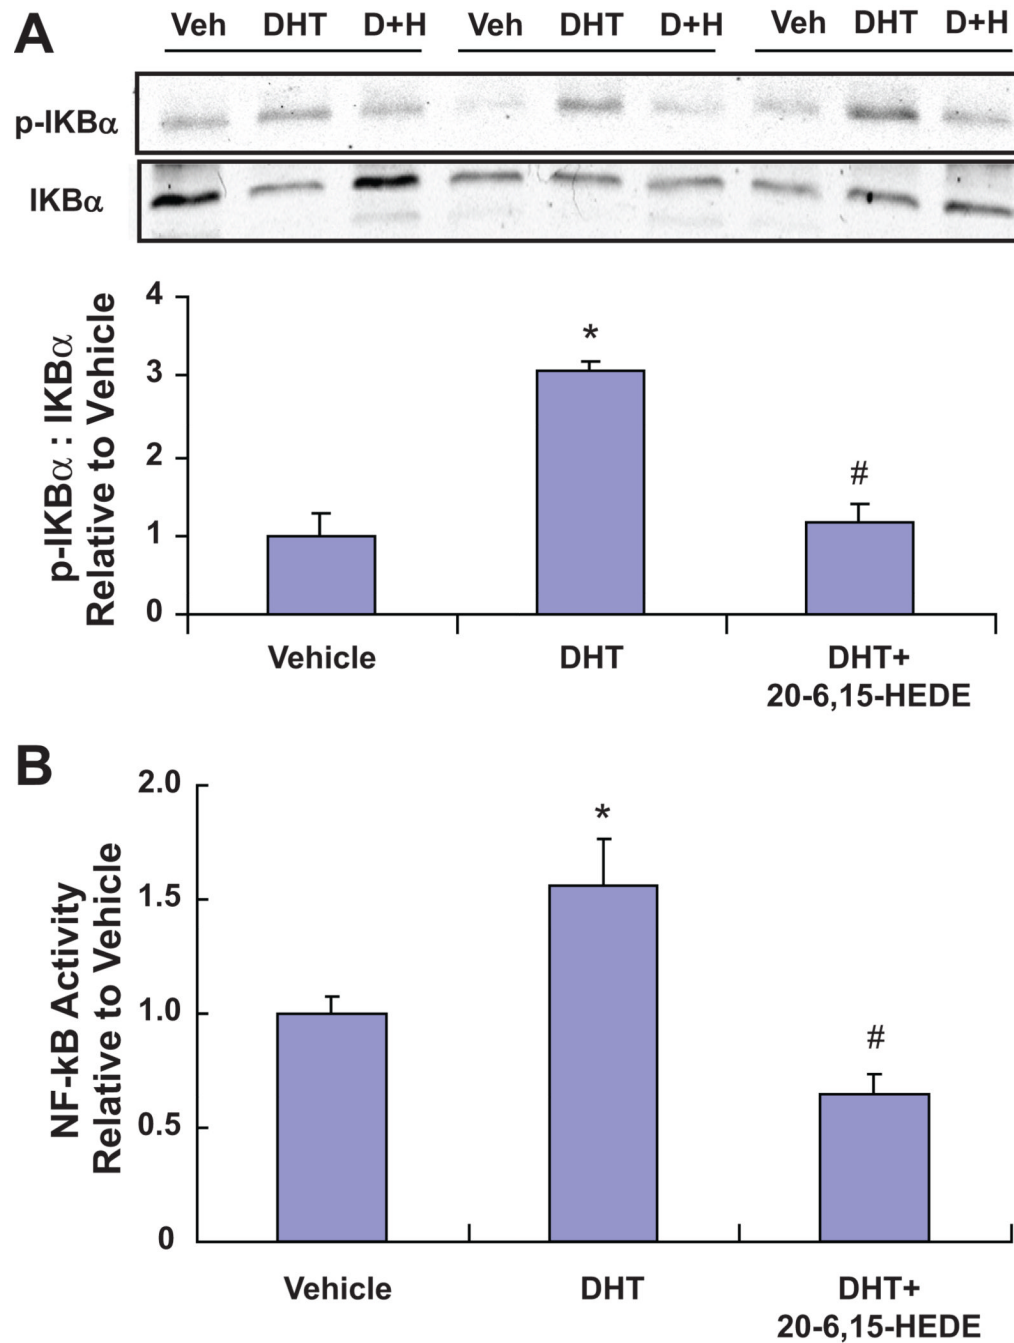 A
Veh DHT D+H Veh DHT D+H Veh DHT D+H
p-IKBα
IKBα
p-IKBα : IKBα
Relative to Vehicle
4
3
2
1
0
*
#
Vehicle DHT DHT+
20-6,15-HEDE
B
NF-kB Activity
Relative to Vehicle
2.0
1.5
1.0
0.5
0
*
#
Vehicle DHT DHT+
20-6,15-HEDE